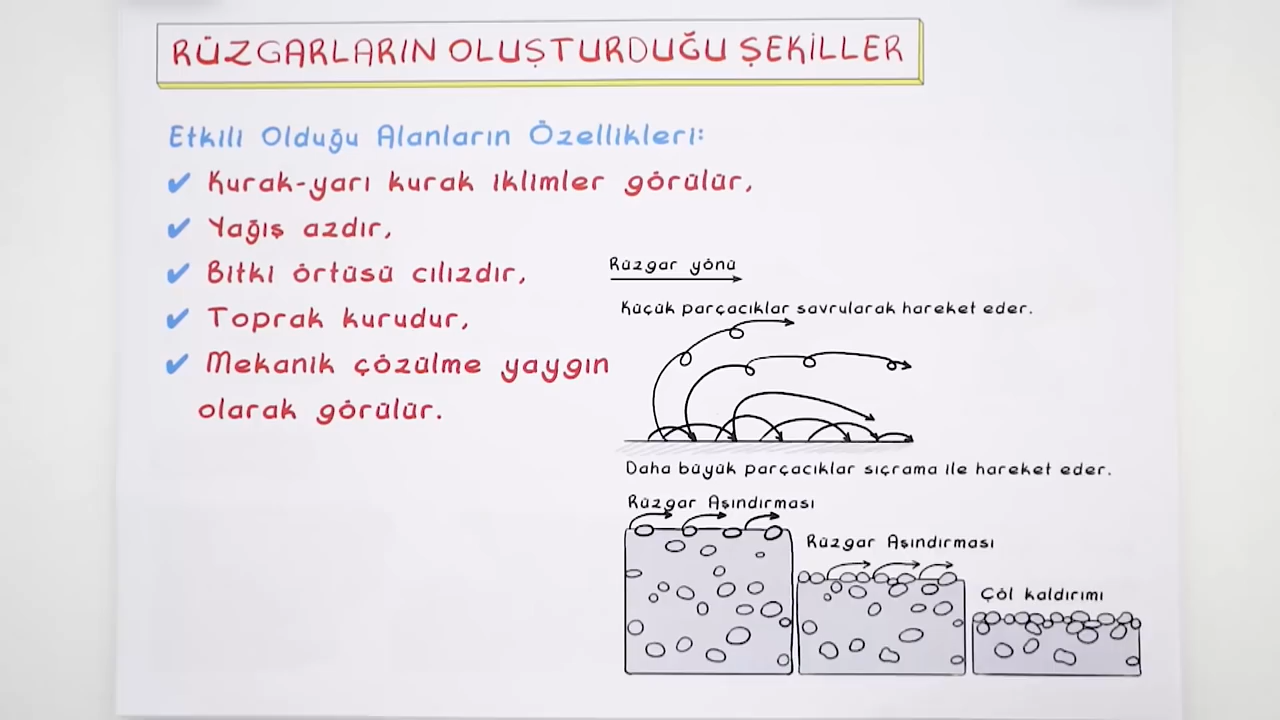 RÜZGARLARIN OLUŞTURDUĞU ŞEKİLLER
Etkili Olduğu Alanların Özellikleri:
✔ Kurak-yarı kurak iklimler görülür,
✔ Yağış azdır,
✔ Bitki örtüsü cılızdır,
✔ Toprak kurudur,
✔ Mekanik çözülme yaygın
olarak görülür.
Rüzgar yönü
Küçük parçacıklar savrularak hareket eder.
Daha büyük parçacıklar sıçrama ile hareket eder.
Rüzgar Aşındırması
Rüzgar Aşındırması
Çöl kaldırımı